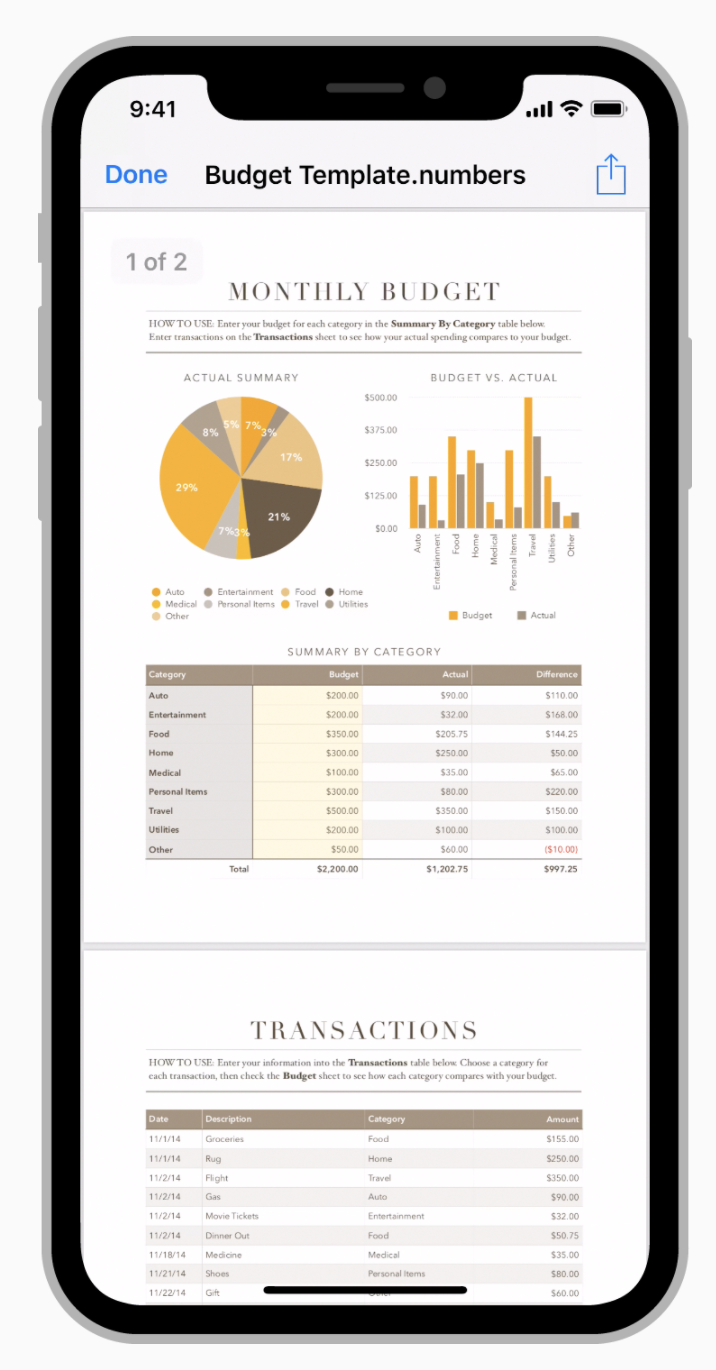 9:41
Done Budget Template.numbers
1 of 2
MONTHLY BUDGET
HOW TO USE: Enter your budget for each category in the Summary By Category table below.
Enter transactions on the Transactions sheet to see how your actual spending compares to your budget.
ACTUAL SUMMARY
5% 7% 3%
8%
17%
29%
21%
7% 3%
Auto Entertainment Food Home
Medical Personal Items Travel Utilities
Other
BUDGET VS. ACTUAL
$500.00
$375.00
$250.00
$125.00
$0.00
Auto
Entertainment
Food
Home
Medical
Personal Items
Travel
Utilities
Other
Budget Actual
SUMMARY BY CATEGORY
Category Budget Actual Difference
Auto $200.00 $90.00 $110.00
Entertainment $200.00 $32.00 $168.00
Food $350.00 $205.75 $144.25
Home $300.00 $250.00 $50.00
Medical $100.00 $35.00 $65.00
Personal Items $300.00 $80.00 $220.00
Travel $500.00 $350.00 $150.00
Utilities $200.00 $100.00 $100.00
Other $50.00 $60.00 ($10.00)
Total $2,200.00 $1,202.75 $997.25
TRANSACTIONS
HOW TO USE: Enter your information into the Transactions table below. Choose a category for
each transaction, then check the Budget sheet to see how each category compares with your budget.
Date Description Category Amount
11/1/14 Groceries Food $155.00
11/1/14 Rug Home $250.00
11/2/14 Flight Travel $350.00
11/2/14 Gas Auto $90.00
11/2/14 Movie Tickets Entertainment $32.00
11/2/14 Dinner Out Food $50.75
11/18/14 Medicine Medical $35.00
11/21/14 Shoes Personal Items $80.00
11/22/14 Gift $60.00